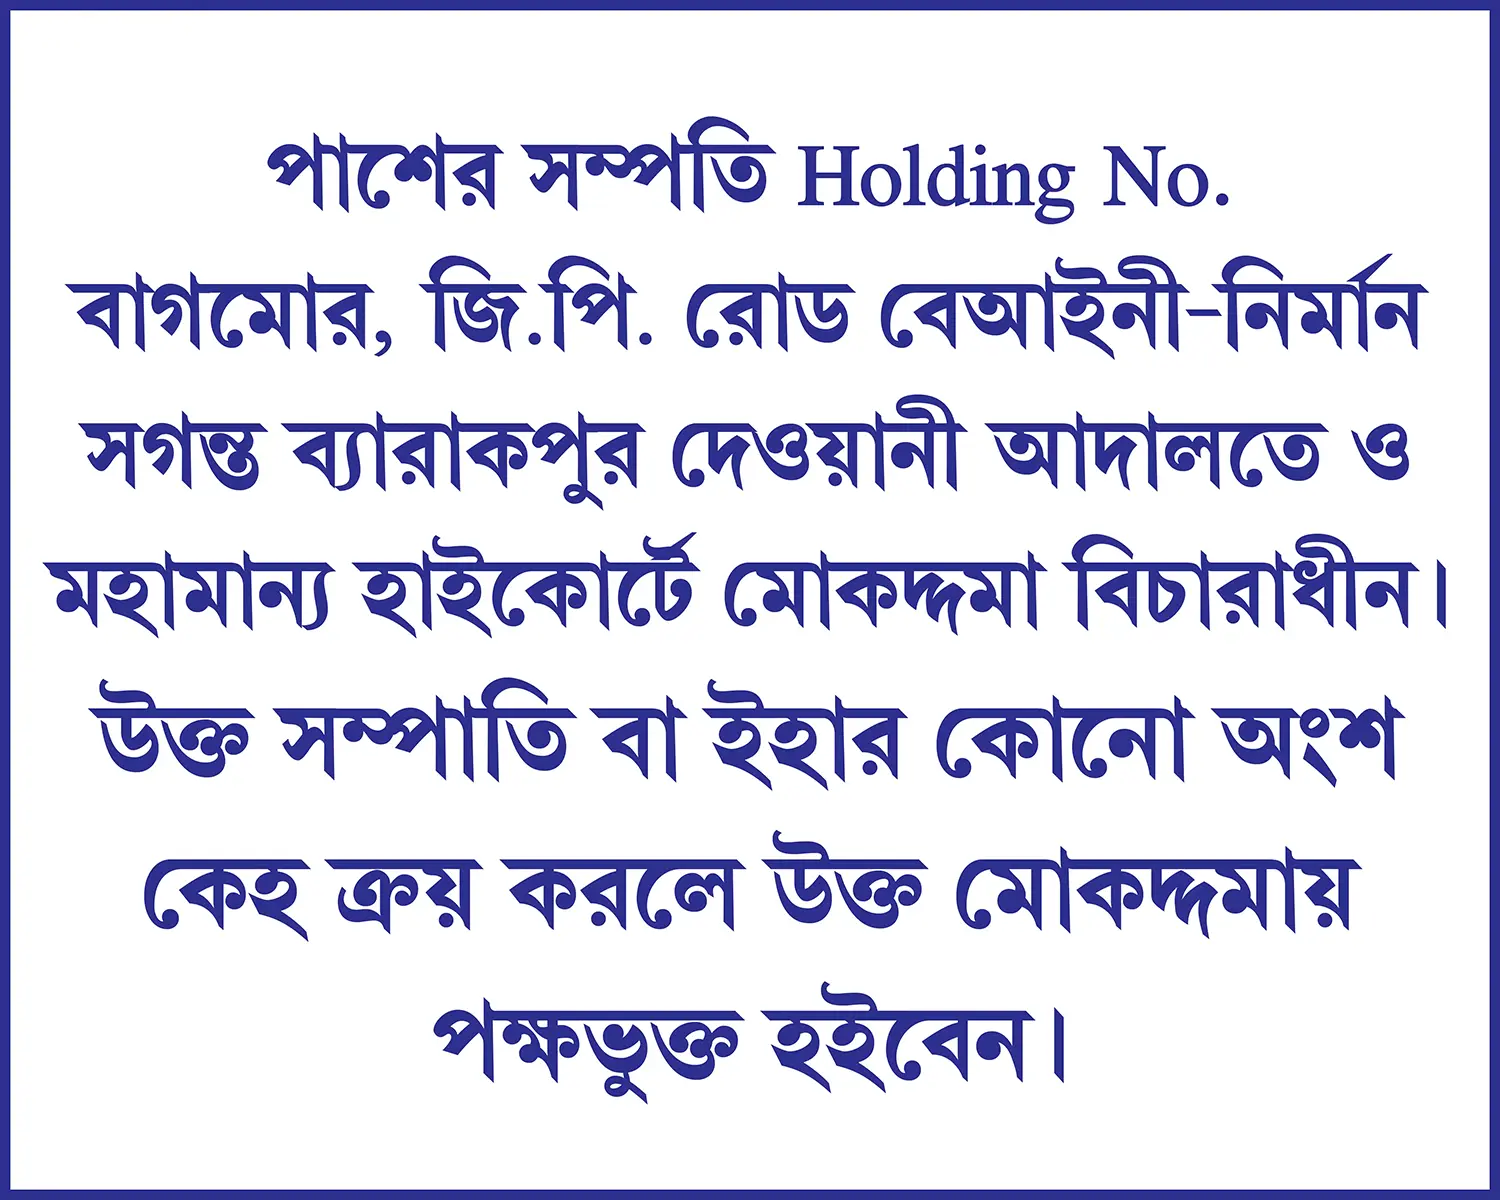 পাশের সম্পতি Holding No.
বাগমোর, জি.পি. রোড বেআইনী-নির্মান
সগন্ত ব্যারাকপুর দেওয়ানী আদালতে ও
মহামান্য হাইকোর্টে মোকদ্দমা বিচারাধীন।
উক্ত সম্পাতি বা ইহার কোনো অংশ
কেহ ক্রয় করলে উক্ত মোকদ্দমায়
পক্ষভুক্ত হইবেন।